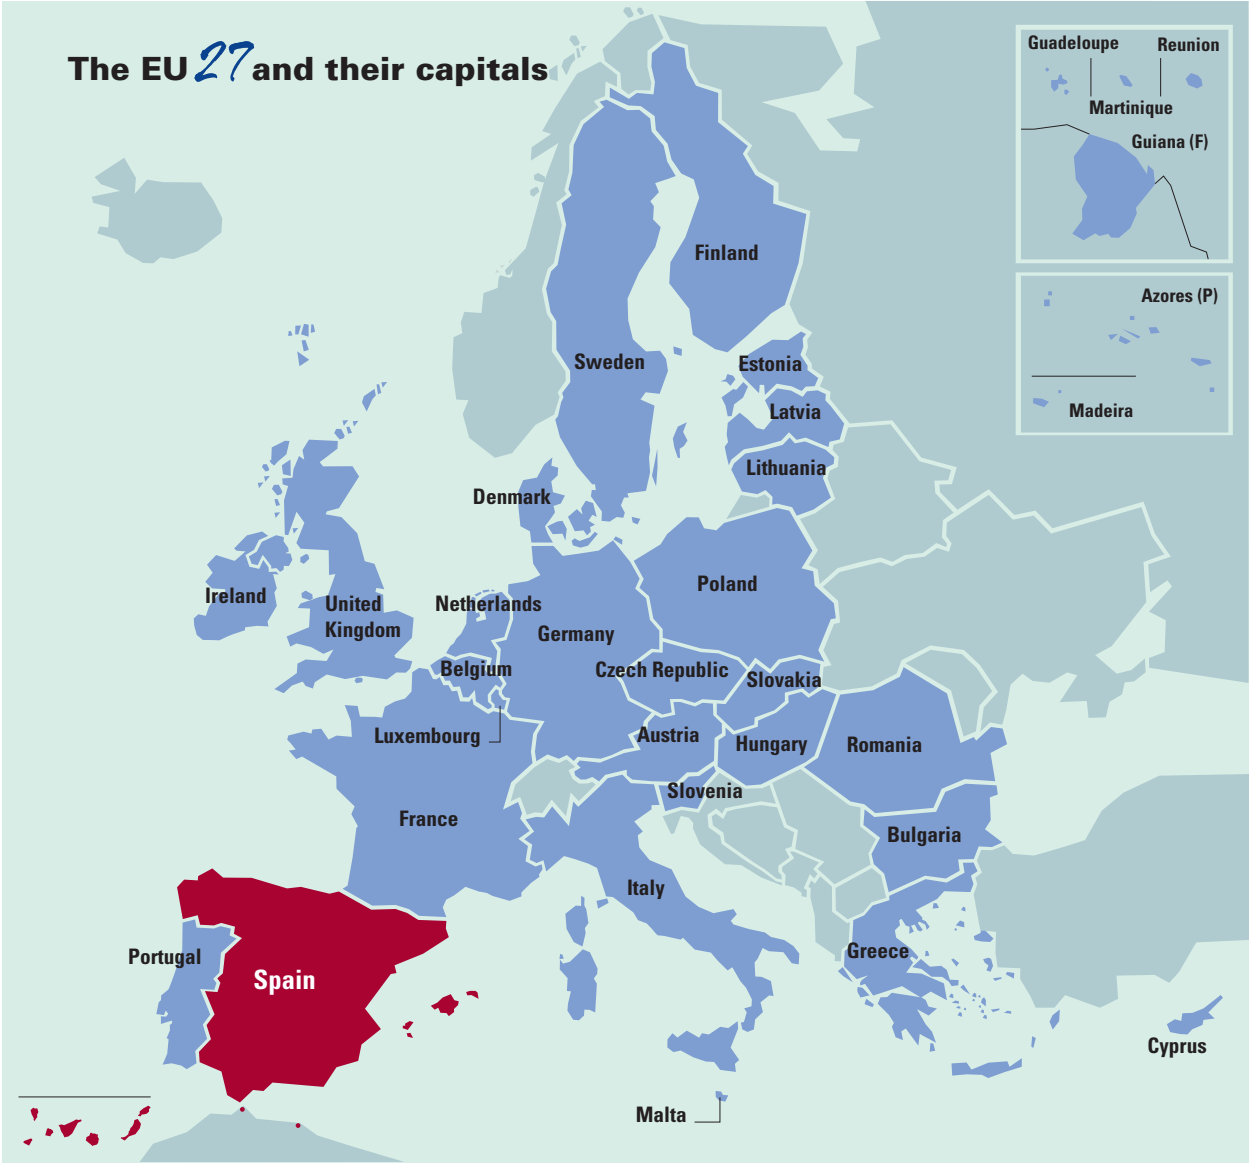 The EU 27 and their capitals
Guadeloupe
Reunion
Martinique
Guiana (F)
Finland
Azores (P)
Sweden
Estonia
Madeira
Latvia
Lithuania
Denmark
Poland
Ireland
United
Kingdom
Netherlands
Germany
Belgium
Czech Republic
Slovakia
Luxembourg
Austria
Hungary
Romania
Slovenia
France
Bulgaria
Italy
Portugal
Spain
Greece
Cyprus
Malta